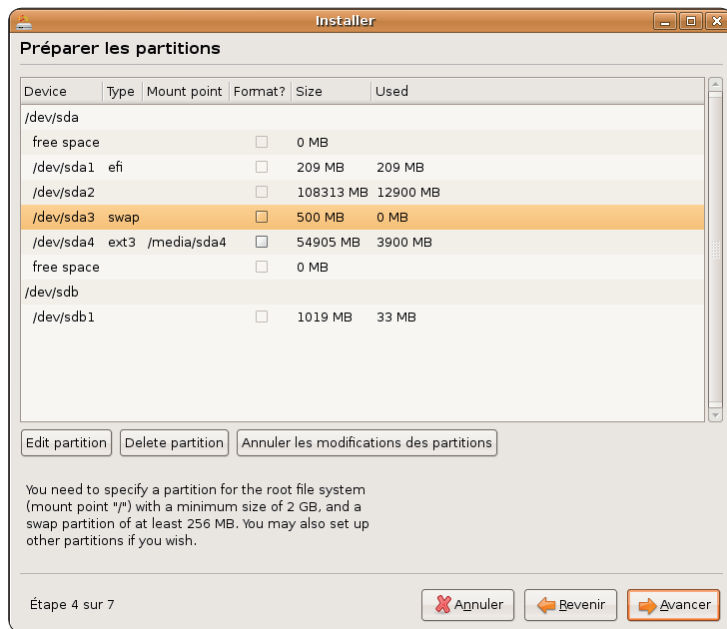 Installer
Préparer les partitions
Device Type Mount point Format? Size Used
/dev/sda
free space 0 MB
/dev/sda1 efi 209 MB 209 MB
/dev/sda2 108313 MB 12900 MB
/dev/sda3 swap 500 MB 0 MB
/dev/sda4 ext3 /media/sda4 54905 MB 3900 MB
free space 0 MB
/dev/sdb
/dev/sdb1 1019 MB 33 MB
Edit partition Delete partition Annuler les modifications des partitions
You need to specify a partition for the root file system
(mount point "/") with a minimum size of 2 GB, and a
swap partition of at least 256 MB. You may also set up
other partitions if you wish.
Étape 4 sur 7 Annuler Revenir Avancer